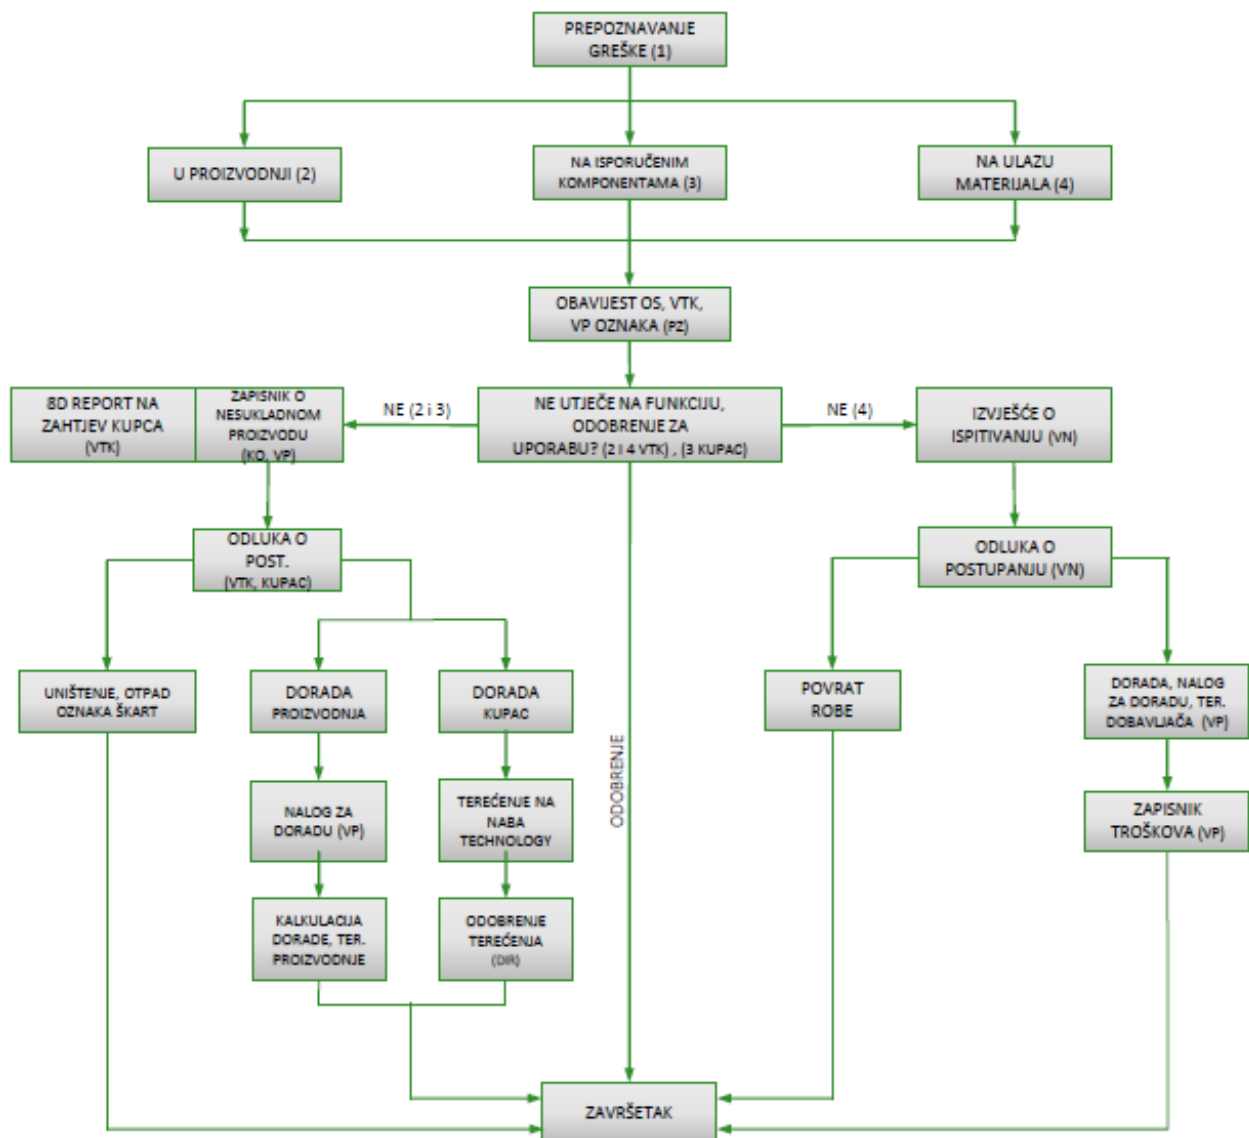 PREPOZNAVANJE
GREŠKE (1)
U PROIZVODNJI (2)
NA ISPORUČENIM
KOMPONENTAMA (3)
NA ULAZU
MATERIJALA (4)
OBAVIJEST OS, VTK,
VP OZNAKA (PZ)
8D REPORT NA
ZAHTJEV KUPCA
(VTK)
ZAPISNIK O
NESUKLADNOM
PROIZVODU
(KO, VP)
NE (2 i 3)
NE UTJEČE NA FUNKCIJU,
ODOBRENJE ZA
UPORABU? (2 I 4 VTK) , (3 KUPAC)
NE (4)
IZVJEŠĆE O
ISPITIVANJU (VN)
ODLUKA O
POST.
(VTK, KUPAC)
ODLUKA O
POSTUPANJU (VN)
UNIŠTENJE, OTPAD
OZNAKA ŠKART
DORADA
PROIZVODNJA
DORADA
KUPAC
ODOBRENJE
POVRAT
ROBE
DORADA, NALOG
ZA DORADU, TER.
DOBAVLJAČA (VP)
NALOG ZA
DORADU (VP)
TEREĆENJE NA
NABA
TECHNOLOGY
ZAPISNIK
TROŠKOVA (VP)
KALKULACIJA
DORADE, TER.
PROIZVODNJE
ODOBRENJE
TEREĆENJA
(DIR)
ZAVRŠETAK